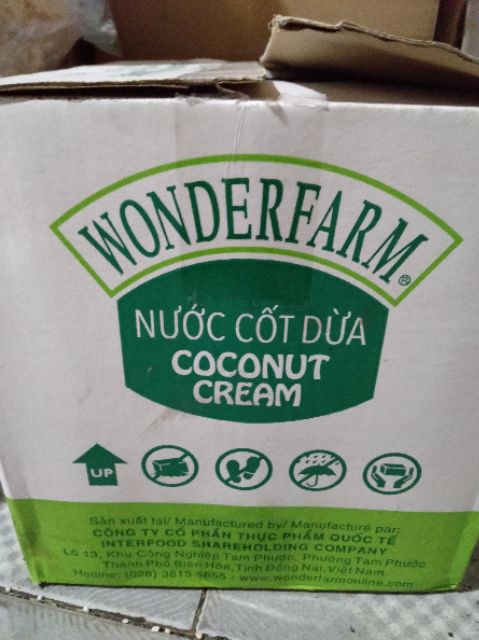 WONDERFARM®
NƯỚC CỐT DỪA
COCONUT
CREAM
UP
Sản xuất tại/ Manufactured by/ Manufacturé par:
CÔNG TY CỔ PHẦN THỰC PHẨM QUỐC TẾ
INTERFOOD SHAREHOLDING COMPANY
Lô 13, Khu Công Nghiệp Tam Phước, Phường Tam Phước
Thành Phố Biên Hòa, Tỉnh Đồng Nai, Việt Nam
Hotline: (028) 3815 8855 - www.wonderfarmonline.com